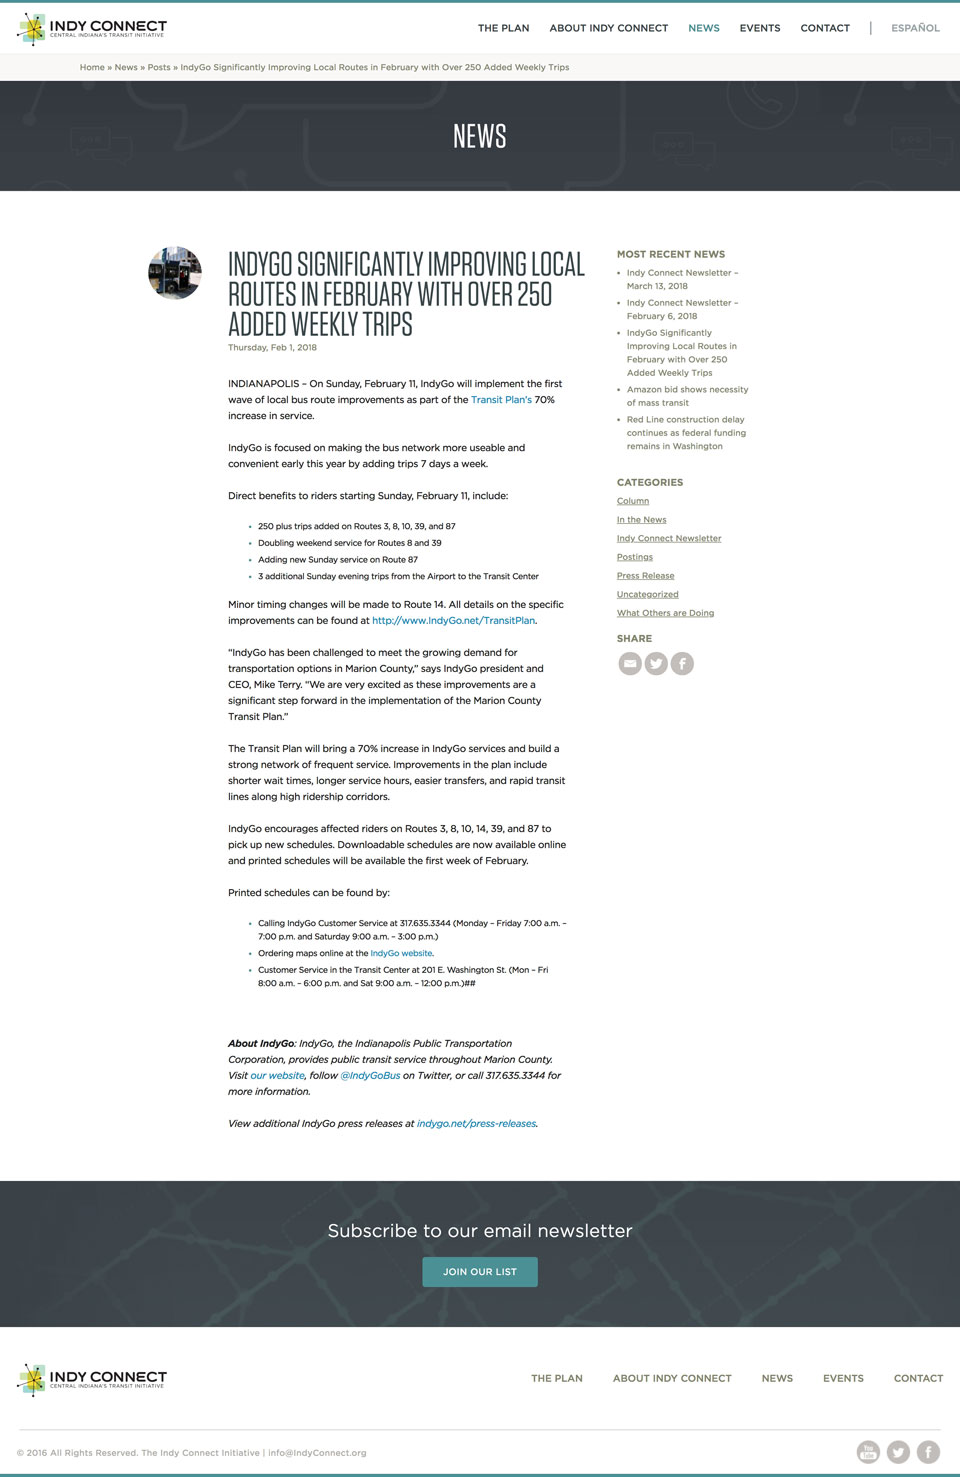 INDY CONNECT
CENTRAL INDIANA'S TRANSIT INITIATIVE
THE PLAN ABOUT INDY CONNECT NEWS EVENTS CONTACT | ESPAÑOL
Home » News » Posts » IndyGo Significantly Improving Local Routes in February with Over 250 Added Weekly Trips
NEWS
INDYGO SIGNIFICANTLY IMPROVING LOCAL
ROUTES IN FEBRUARY WITH OVER 250
ADDED WEEKLY TRIPS
Thursday, Feb 1, 2018
INDIANAPOLIS – On Sunday, February 11, IndyGo will implement the first
wave of local bus route improvements as part of the Transit Plan's 70%
increase in service.
IndyGo is focused on making the bus network more useable and
convenient early this year by adding trips 7 days a week.
Direct benefits to riders starting Sunday, February 11, include:
• 250 plus trips added on Routes 3, 8, 10, 39, and 87
• Doubling weekend service for Routes 8 and 39
• Adding new Sunday service on Route 87
• 3 additional Sunday evening trips from the Airport to the Transit Center
Minor timing changes will be made to Route 14. All details on the specific
improvements can be found at http://www.IndyGo.net/TransitPlan.
“IndyGo has been challenged to meet the growing demand for
transportation options in Marion County,” says IndyGo president and
CEO, Mike Terry. “We are very excited as these improvements are a
significant step forward in the implementation of the Marion County
Transit Plan.”
The Transit Plan will bring a 70% increase in IndyGo services and build a
strong network of frequent service. Improvements in the plan include
shorter wait times, longer service hours, easier transfers, and rapid transit
lines along high ridership corridors.
IndyGo encourages affected riders on Routes 3, 8, 10, 14, 39, and 87 to
pick up new schedules. Downloadable schedules are now available online
and printed schedules will be available the first week of February.
Printed schedules can be found by:
• Calling IndyGo Customer Service at 317.635.3344 (Monday – Friday 7:00 a.m. –
7:00 p.m. and Saturday 9:00 a.m. – 3:00 p.m.)
• Ordering maps online at the IndyGo website.
• Customer Service in the Transit Center at 201 E. Washington St. (Mon – Fri
8:00 a.m. – 6:00 p.m. and Sat 9:00 a.m. – 12:00 p.m.)##
About IndyGo: IndyGo, the Indianapolis Public Transportation
Corporation, provides public transit service throughout Marion County.
Visit our website, follow @IndyGoBus on Twitter, or call 317.635.3344 for
more information.
View additional IndyGo press releases at indygo.net/press-releases.
MOST RECENT NEWS
• Indy Connect Newsletter –
March 13, 2018
• Indy Connect Newsletter –
February 6, 2018
• IndyGo Significantly
Improving Local Routes in
February with Over 250
Added Weekly Trips
• Amazon bid shows necessity
of mass transit
• Red Line construction delay
continues as federal funding
remains in Washington
CATEGORIES
Column
In the News
Indy Connect Newsletter
Postings
Press Release
Uncategorized
What Others are Doing
SHARE
Subscribe to our email newsletter
JOIN OUR LIST
INDY CONNECT
CENTRAL INDIANA'S TRANSIT INITIATIVE
THE PLAN ABOUT INDY CONNECT NEWS EVENTS CONTACT
© 2016 All Rights Reserved. The Indy Connect Initiative | info@IndyConnect.org
You Tube